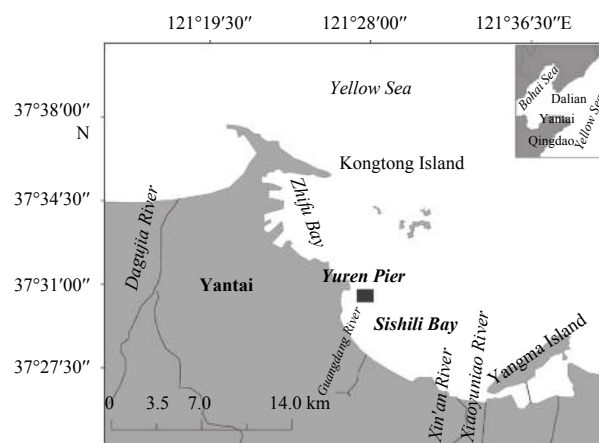 121°19′30″ 121°28′00″ 121°36′30″E
37°38′00″
N
37°34′30″
37°31′00″
37°27′30″
Yellow Sea
Kongtong Island
Zhifu Bay
Dagujia River
Yantai
Yuren Pier
Sishili Bay
Guangdang River
Xin'an River
Xiaoyuniao River
Yangma Island
0 3.5 7.0 14.0 km
Bohai Sea
Dalian
Yantai
Qingdao
Yellow Sea